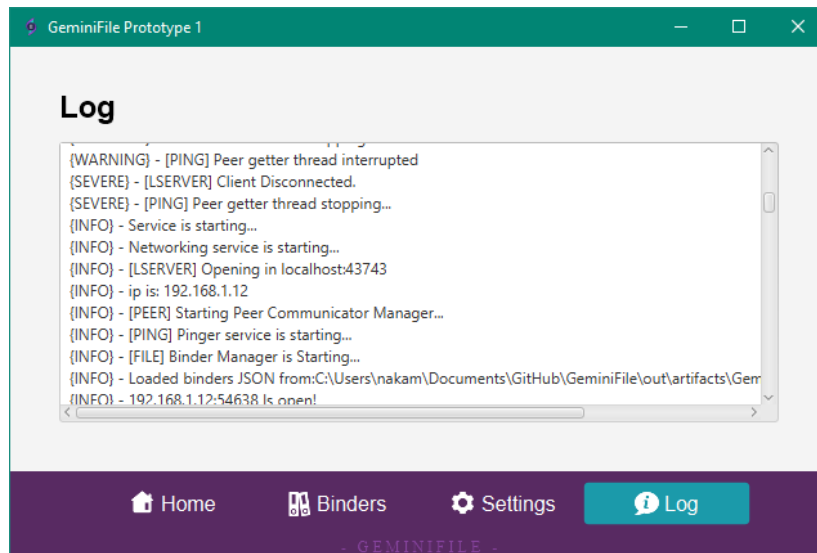 GeminiFile Prototype 1
Log
{WARNING} - [PING] Peer getter thread interrupted
{SEVERE} - [LSERVER] Client Disconnected.
{SEVERE} - [PING] Peer getter thread stopping...
{INFO} - Service is starting...
{INFO} - Networking service is starting...
{INFO} - [LSERVER] Opening in localhost:43743
{INFO} - ip is: 192.168.1.12
{INFO} - [PEER] Starting Peer Communicator Manager...
{INFO} - [PING] Pinger service is starting...
{INFO} - [FILE] Binder Manager is Starting...
{INFO} - Loaded binders JSON from:C:\Users\nakam\Documents\GitHub\GeminiFile\out\artifacts\Gem
{INFO} - 192.168.1.12:54638 Is open!
Home Binders Settings Log
- GEMINIFILE -